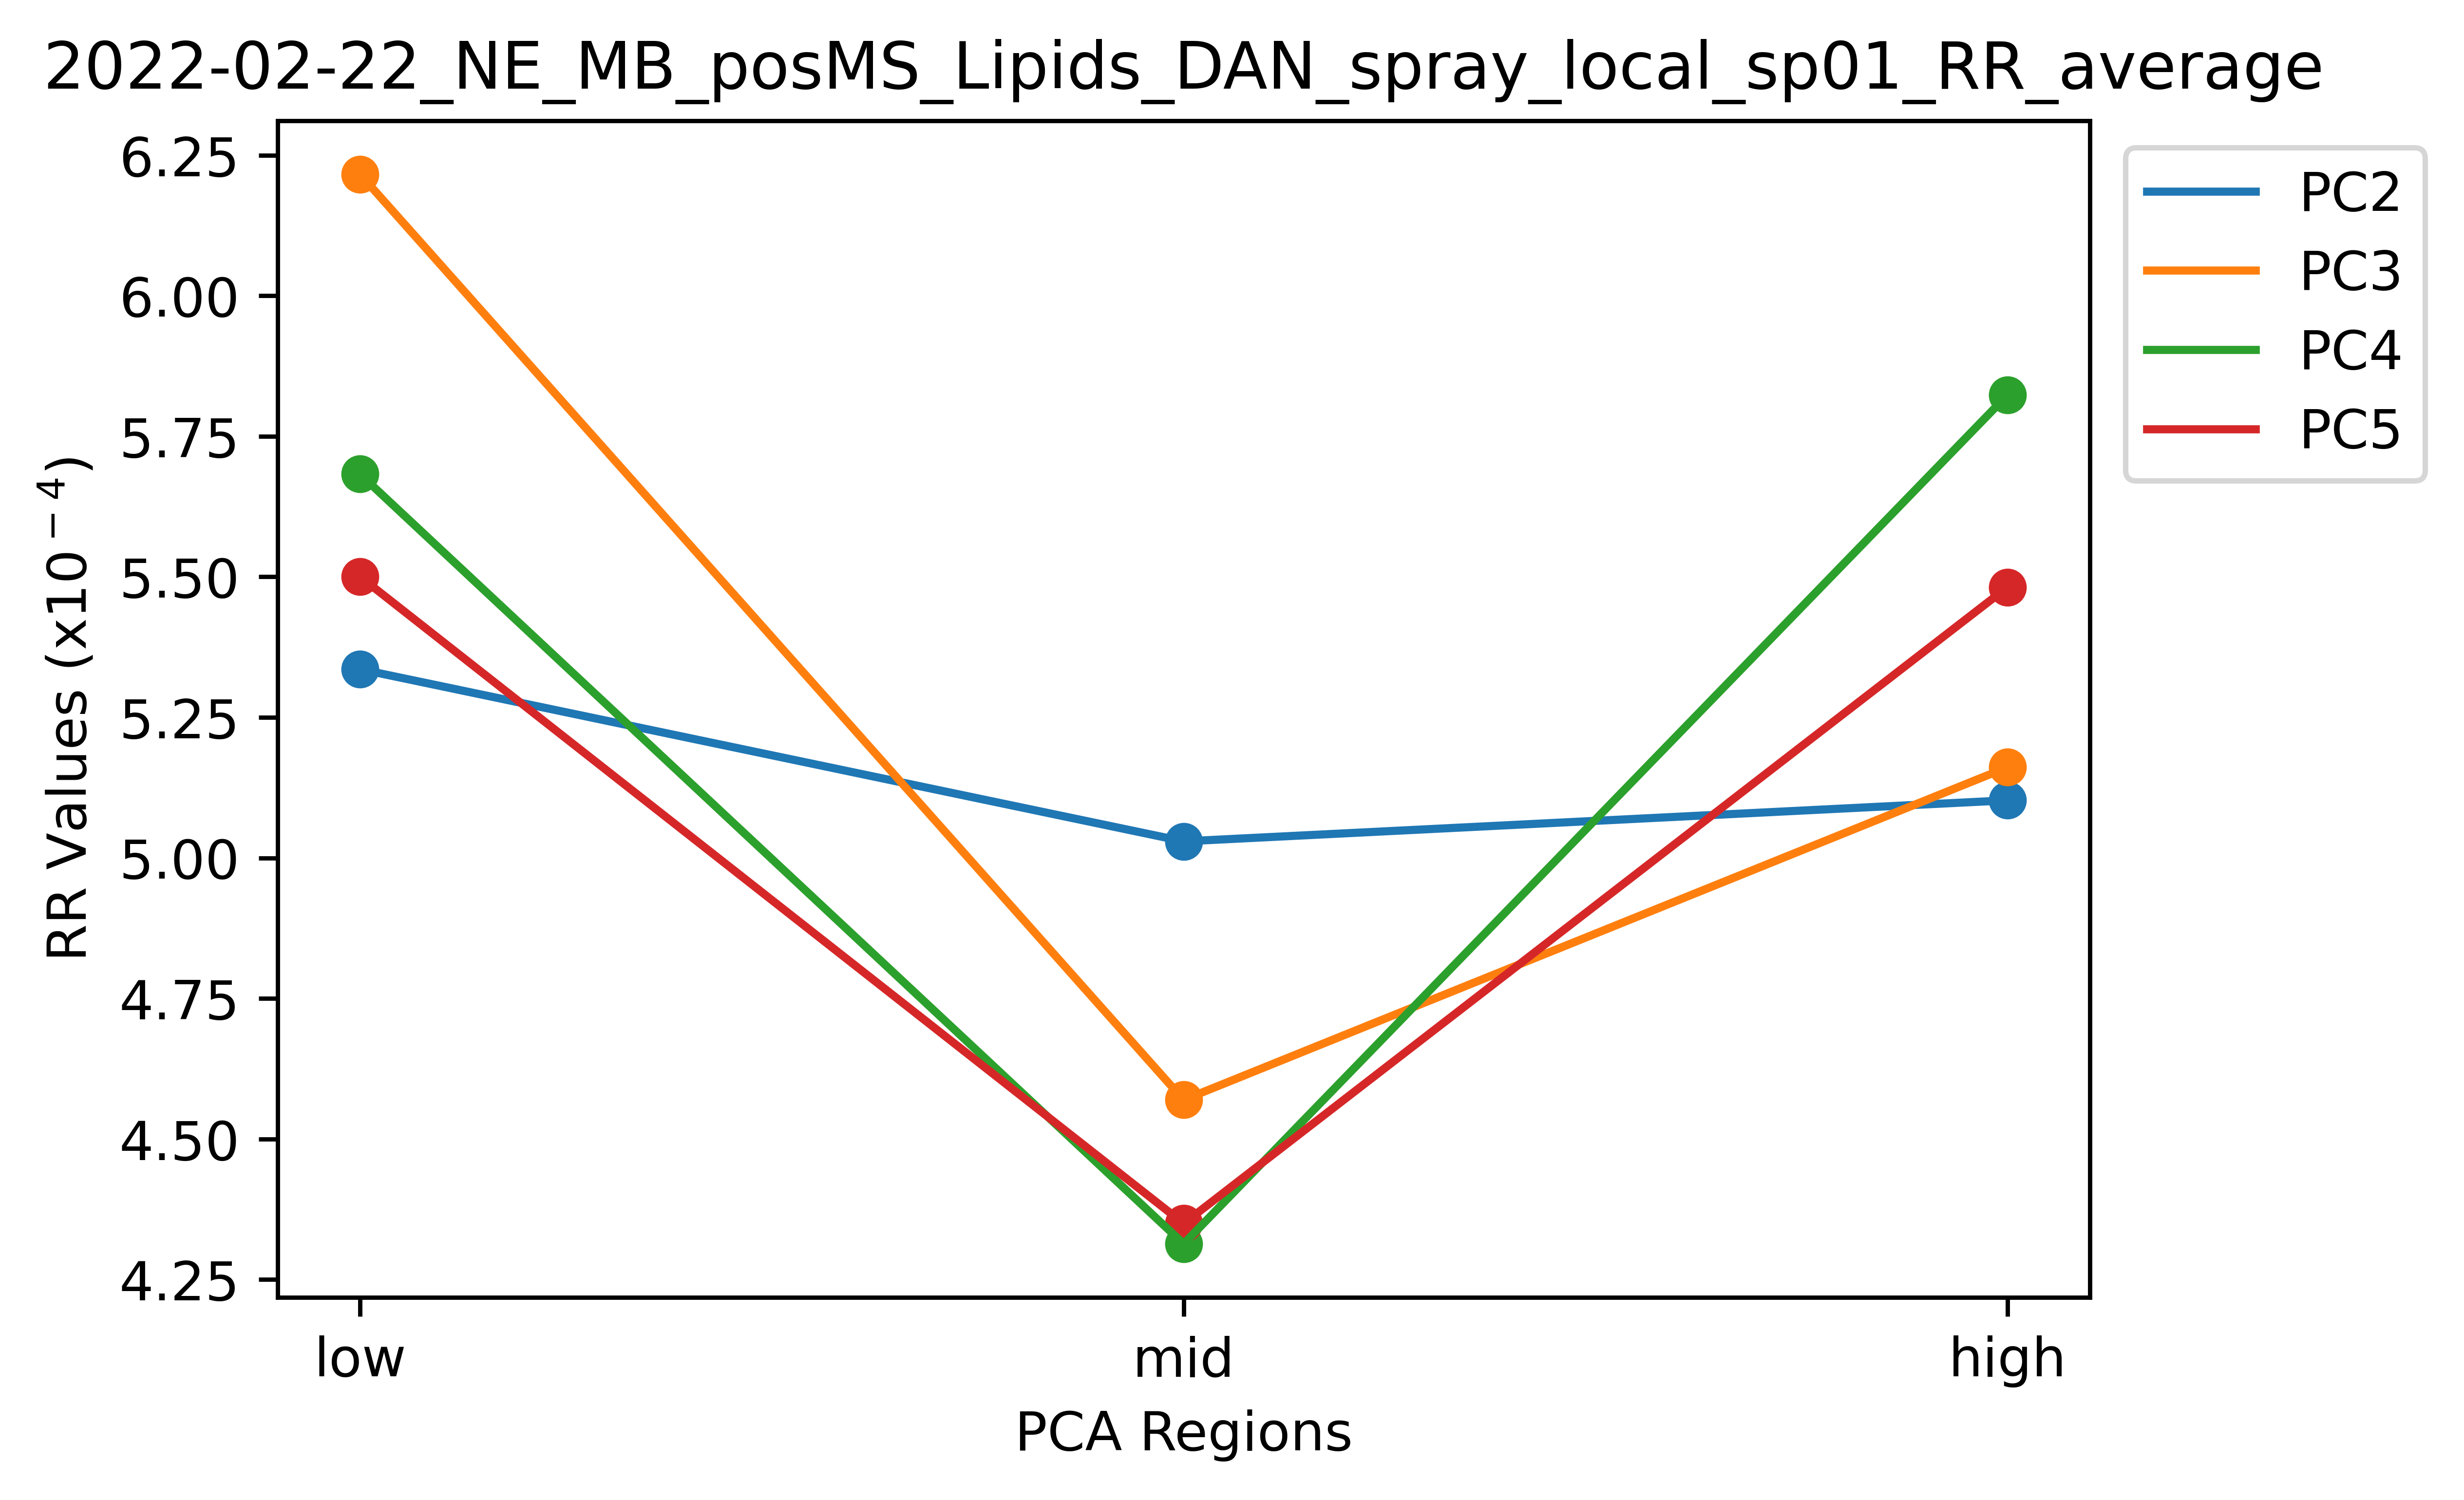 2022-02-22_NE_MB_posMS_Lipids_DAN_spray_local_sp01_RR_average
6.25
6.00
5.75
5.50
5.25
5.00
4.75
4.50
4.25
RR Values (x10⁻⁴)
low
mid
high
PCA Regions
PC2
PC3
PC4
PC5